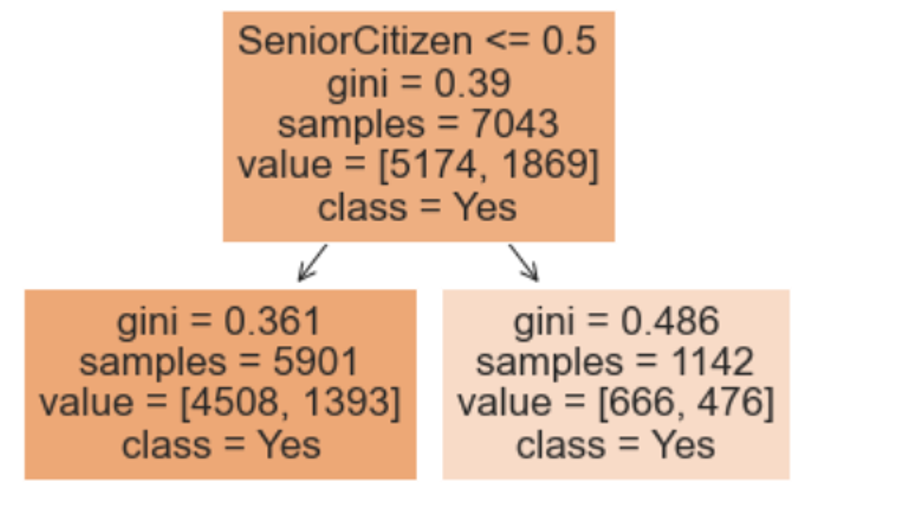 SeniorCitizen <= 0.5
gini = 0.39
samples = 7043
value = [5174, 1869]
class = Yes
gini = 0.361
samples = 5901
value = [4508, 1393]
class = Yes
gini = 0.486
samples = 1142
value = [666, 476]
class = Yes